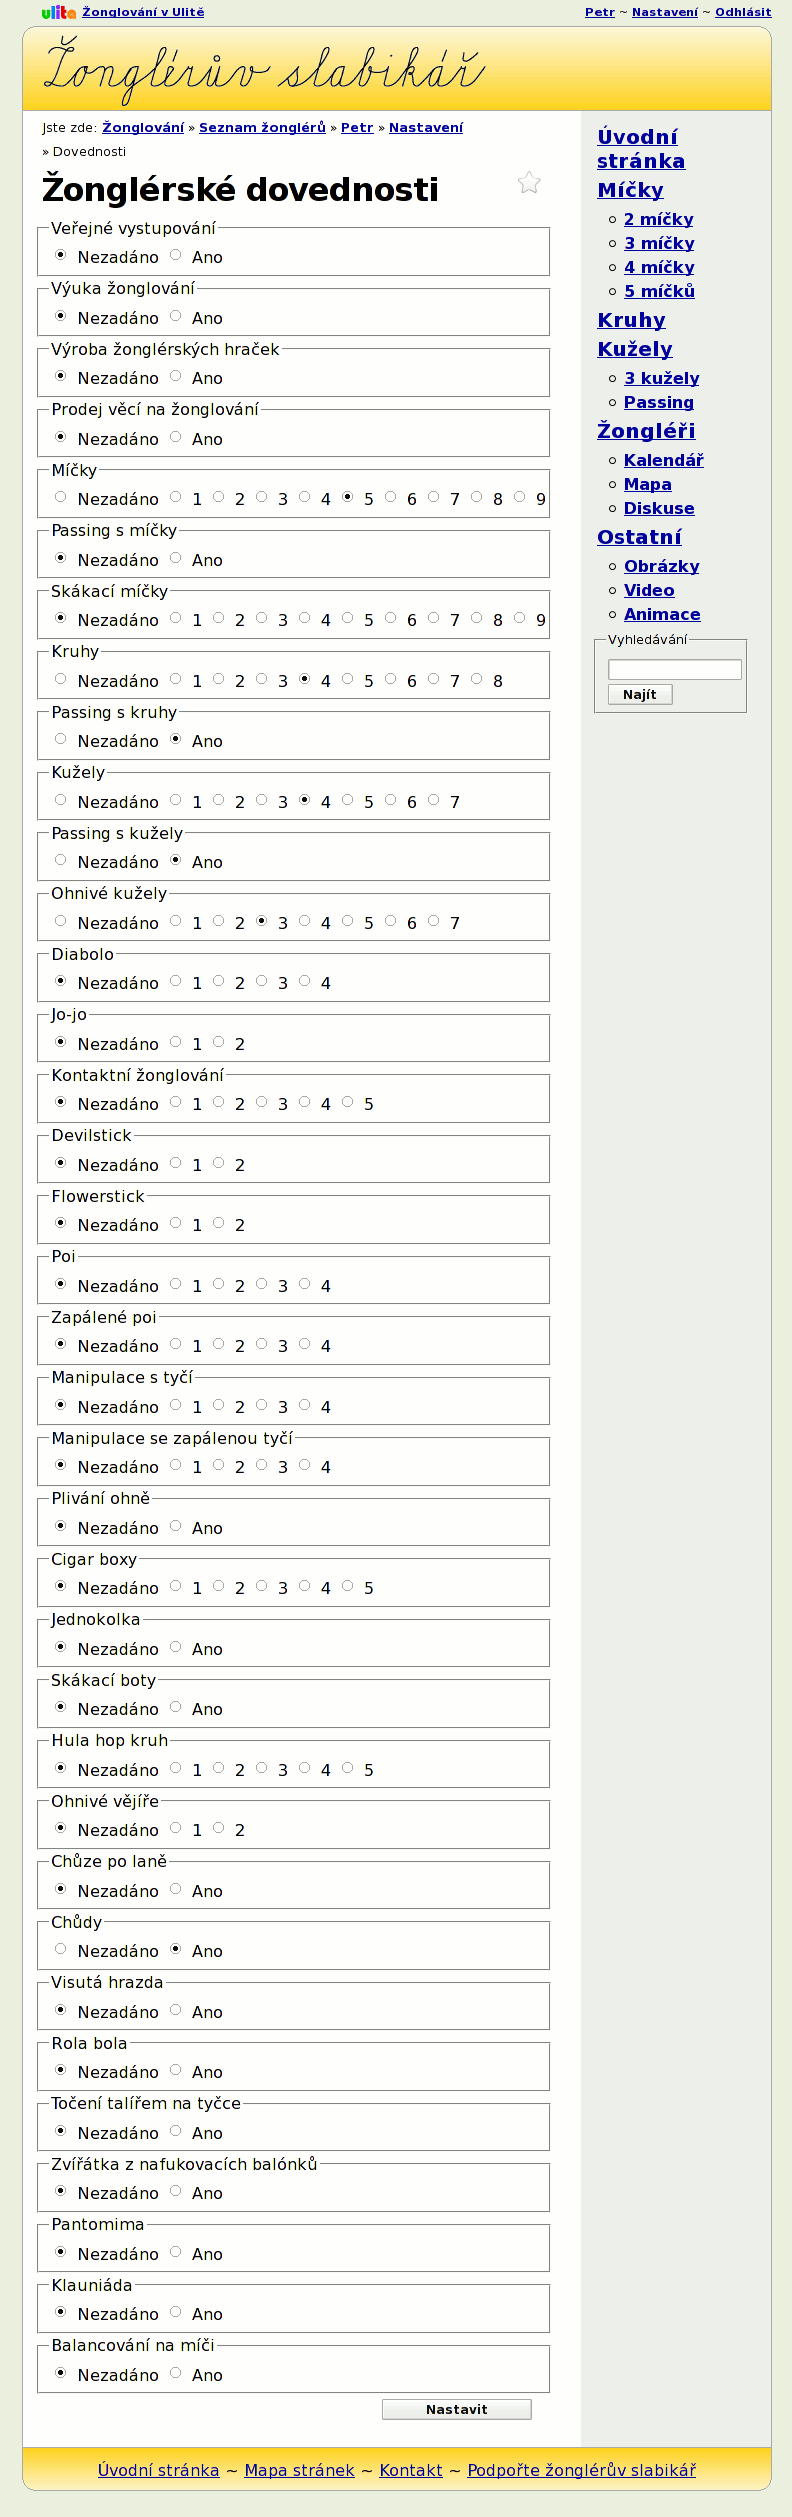 ulita Žonglování v Ulitě
Petr ~ Nastavení ~ Odhlásit
Žonglérův slabikář
Jste zde: Žonglování » Seznam žonglérů » Petr » Nastavení
» Dovednosti
Žonglérské dovednosti
Veřejné vystupování
Nezadáno Ano
Výuka žonglování
Nezadáno Ano
Výroba žonglérských hraček
Nezadáno Ano
Prodej věcí na žonglování
Nezadáno Ano
Míčky
Nezadáno 1 2 3 4 5 6 7 8 9
Passing s míčky
Nezadáno Ano
Skákací míčky
Nezadáno 1 2 3 4 5 6 7 8 9
Kruhy
Nezadáno 1 2 3 4 5 6 7 8
Passing s kruhy
Nezadáno Ano
Kužely
Nezadáno 1 2 3 4 5 6 7
Passing s kužely
Nezadáno Ano
Ohnivé kužely
Nezadáno 1 2 3 4 5 6 7
Diabolo
Nezadáno 1 2 3 4
Jo-jo
Nezadáno 1 2
Kontaktní žonglování
Nezadáno 1 2 3 4 5
Devilstick
Nezadáno 1 2
Flowerstick
Nezadáno 1 2
Poi
Nezadáno 1 2 3 4
Zapálené poi
Nezadáno 1 2 3 4
Manipulace s tyčí
Nezadáno 1 2 3 4
Manipulace se zapálenou tyčí
Nezadáno 1 2 3 4
Plivání ohně
Nezadáno Ano
Cigar boxy
Nezadáno 1 2 3 4 5
Jednokolka
Nezadáno Ano
Skákací boty
Nezadáno Ano
Hula hop kruh
Nezadáno 1 2 3 4 5
Ohnivé vějíře
Nezadáno 1 2
Chůze po laně
Nezadáno Ano
Chůdy
Nezadáno Ano
Visutá hrazda
Nezadáno Ano
Rola bola
Nezadáno Ano
Točení talířem na tyčce
Nezadáno Ano
Zvířátka z nafukovacích balónků
Nezadáno Ano
Pantomima
Nezadáno Ano
Klauniáda
Nezadáno Ano
Balancování na míči
Nezadáno Ano
Nastavit
Úvodní
stránka
Míčky
2 míčky
3 míčky
4 míčky
5 míčků
Kruhy
Kužely
3 kužely
Passing
Žongléři
Kalendář
Mapa
Diskuse
Ostatní
Obrázky
Video
Animace
Vyhledávání
Najít
Úvodní stránka ~ Mapa stránek ~ Kontakt ~ Podpořte žonglérův slabikář